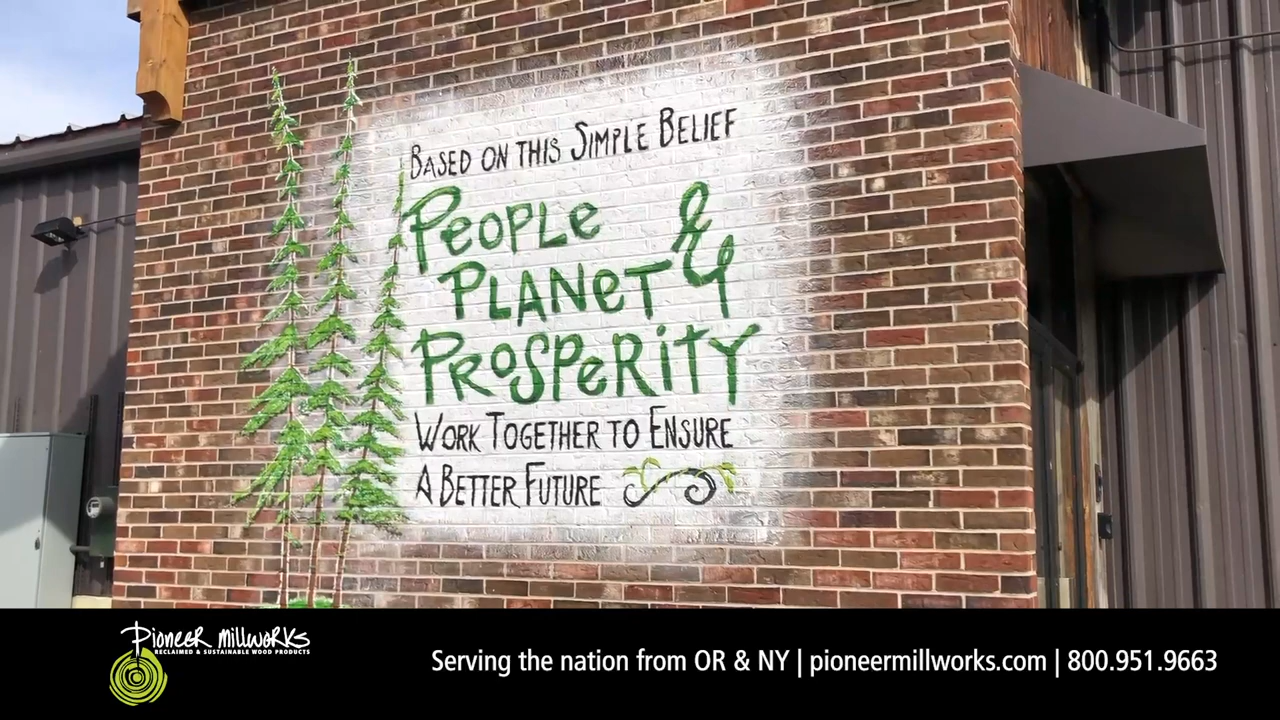 BASED ON THIS SIMPLE BELIEF
PEOPLE &
PLANET
PROSPERITY
WORK TOGETHER TO ENSURE
A BETTER FUTURE
PIONEER MILLWORKS
RECLAIMED & SUSTAINABLE WOOD PRODUCTS
Serving the nation from OR & NY | pioneermillworks.com | 800.951.9663